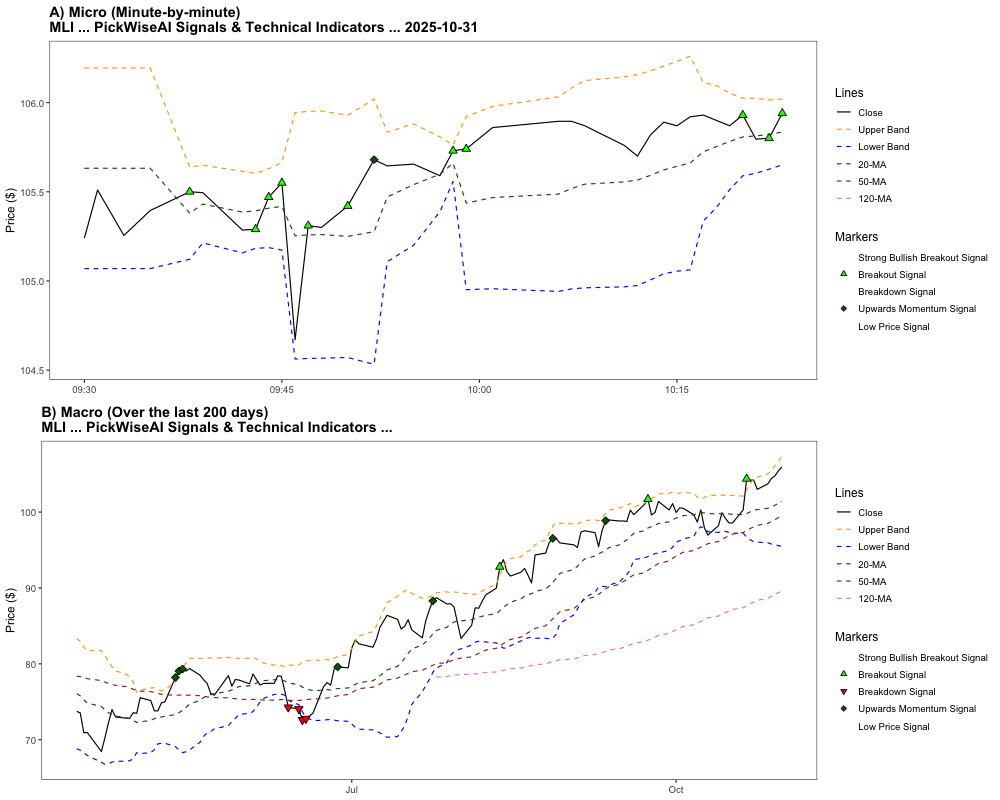 A) Micro (Minute-by-minute)
MLI ... PickWiseAI Signals & Technical Indicators ... 2025-10-31
Price ($)
106.0
105.5
105.0
104.5
09:30
09:45
10:00
10:15
Lines
Close
Upper Band
Lower Band
20-MA
50-MA
120-MA
Markers
Strong Bullish Breakout Signal
Breakout Signal
Breakdown Signal
Upwards Momentum Signal
Low Price Signal
B) Macro (Over the last 200 days)
MLI ... PickWiseAI Signals & Technical Indicators ...
Price ($)
100
90
80
70
Jul
Oct
Lines
Close
Upper Band
Lower Band
20-MA
50-MA
120-MA
Markers
Strong Bullish Breakout Signal
Breakout Signal
Breakdown Signal
Upwards Momentum Signal
Low Price Signal